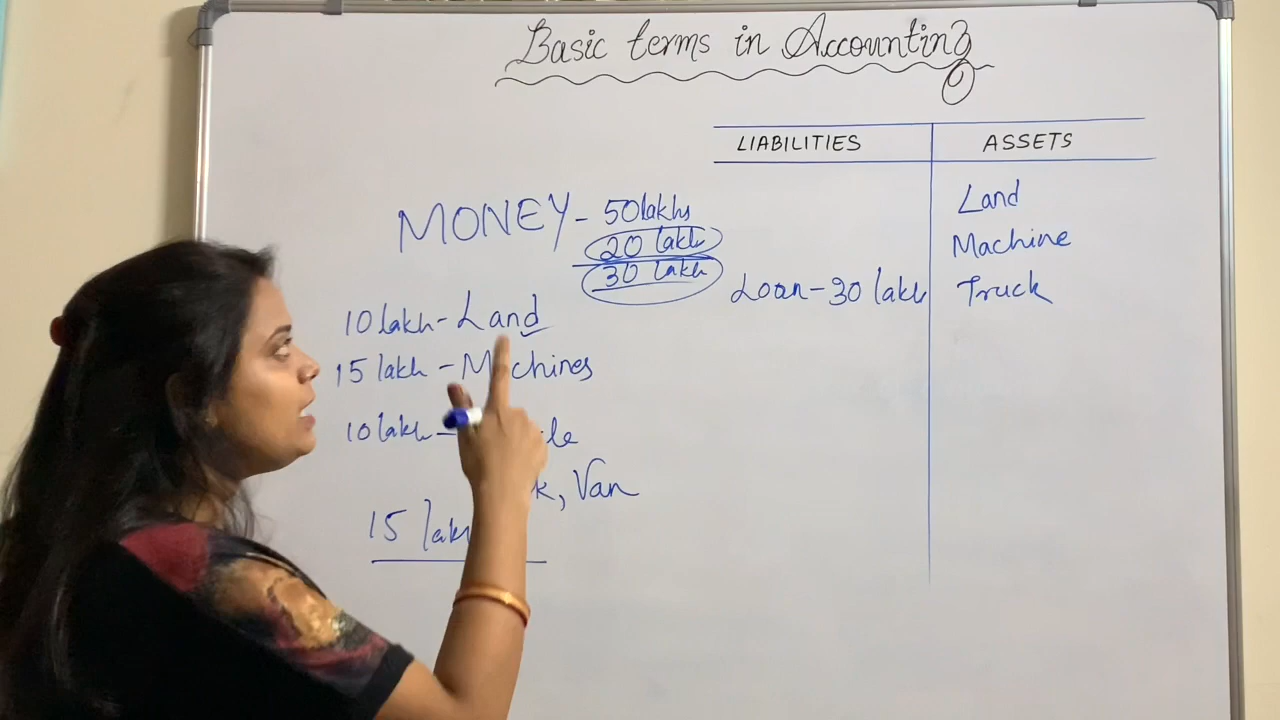 Basic terms in Accounting
LIABILITIES ASSETS
MONEY - 50 lakhs
20 lakh
30 lakh
10 lakh - Land
15 lakh - Machines
10 lakh -
, Van
15
Land
Machine
Loan - 30 lakh Truck